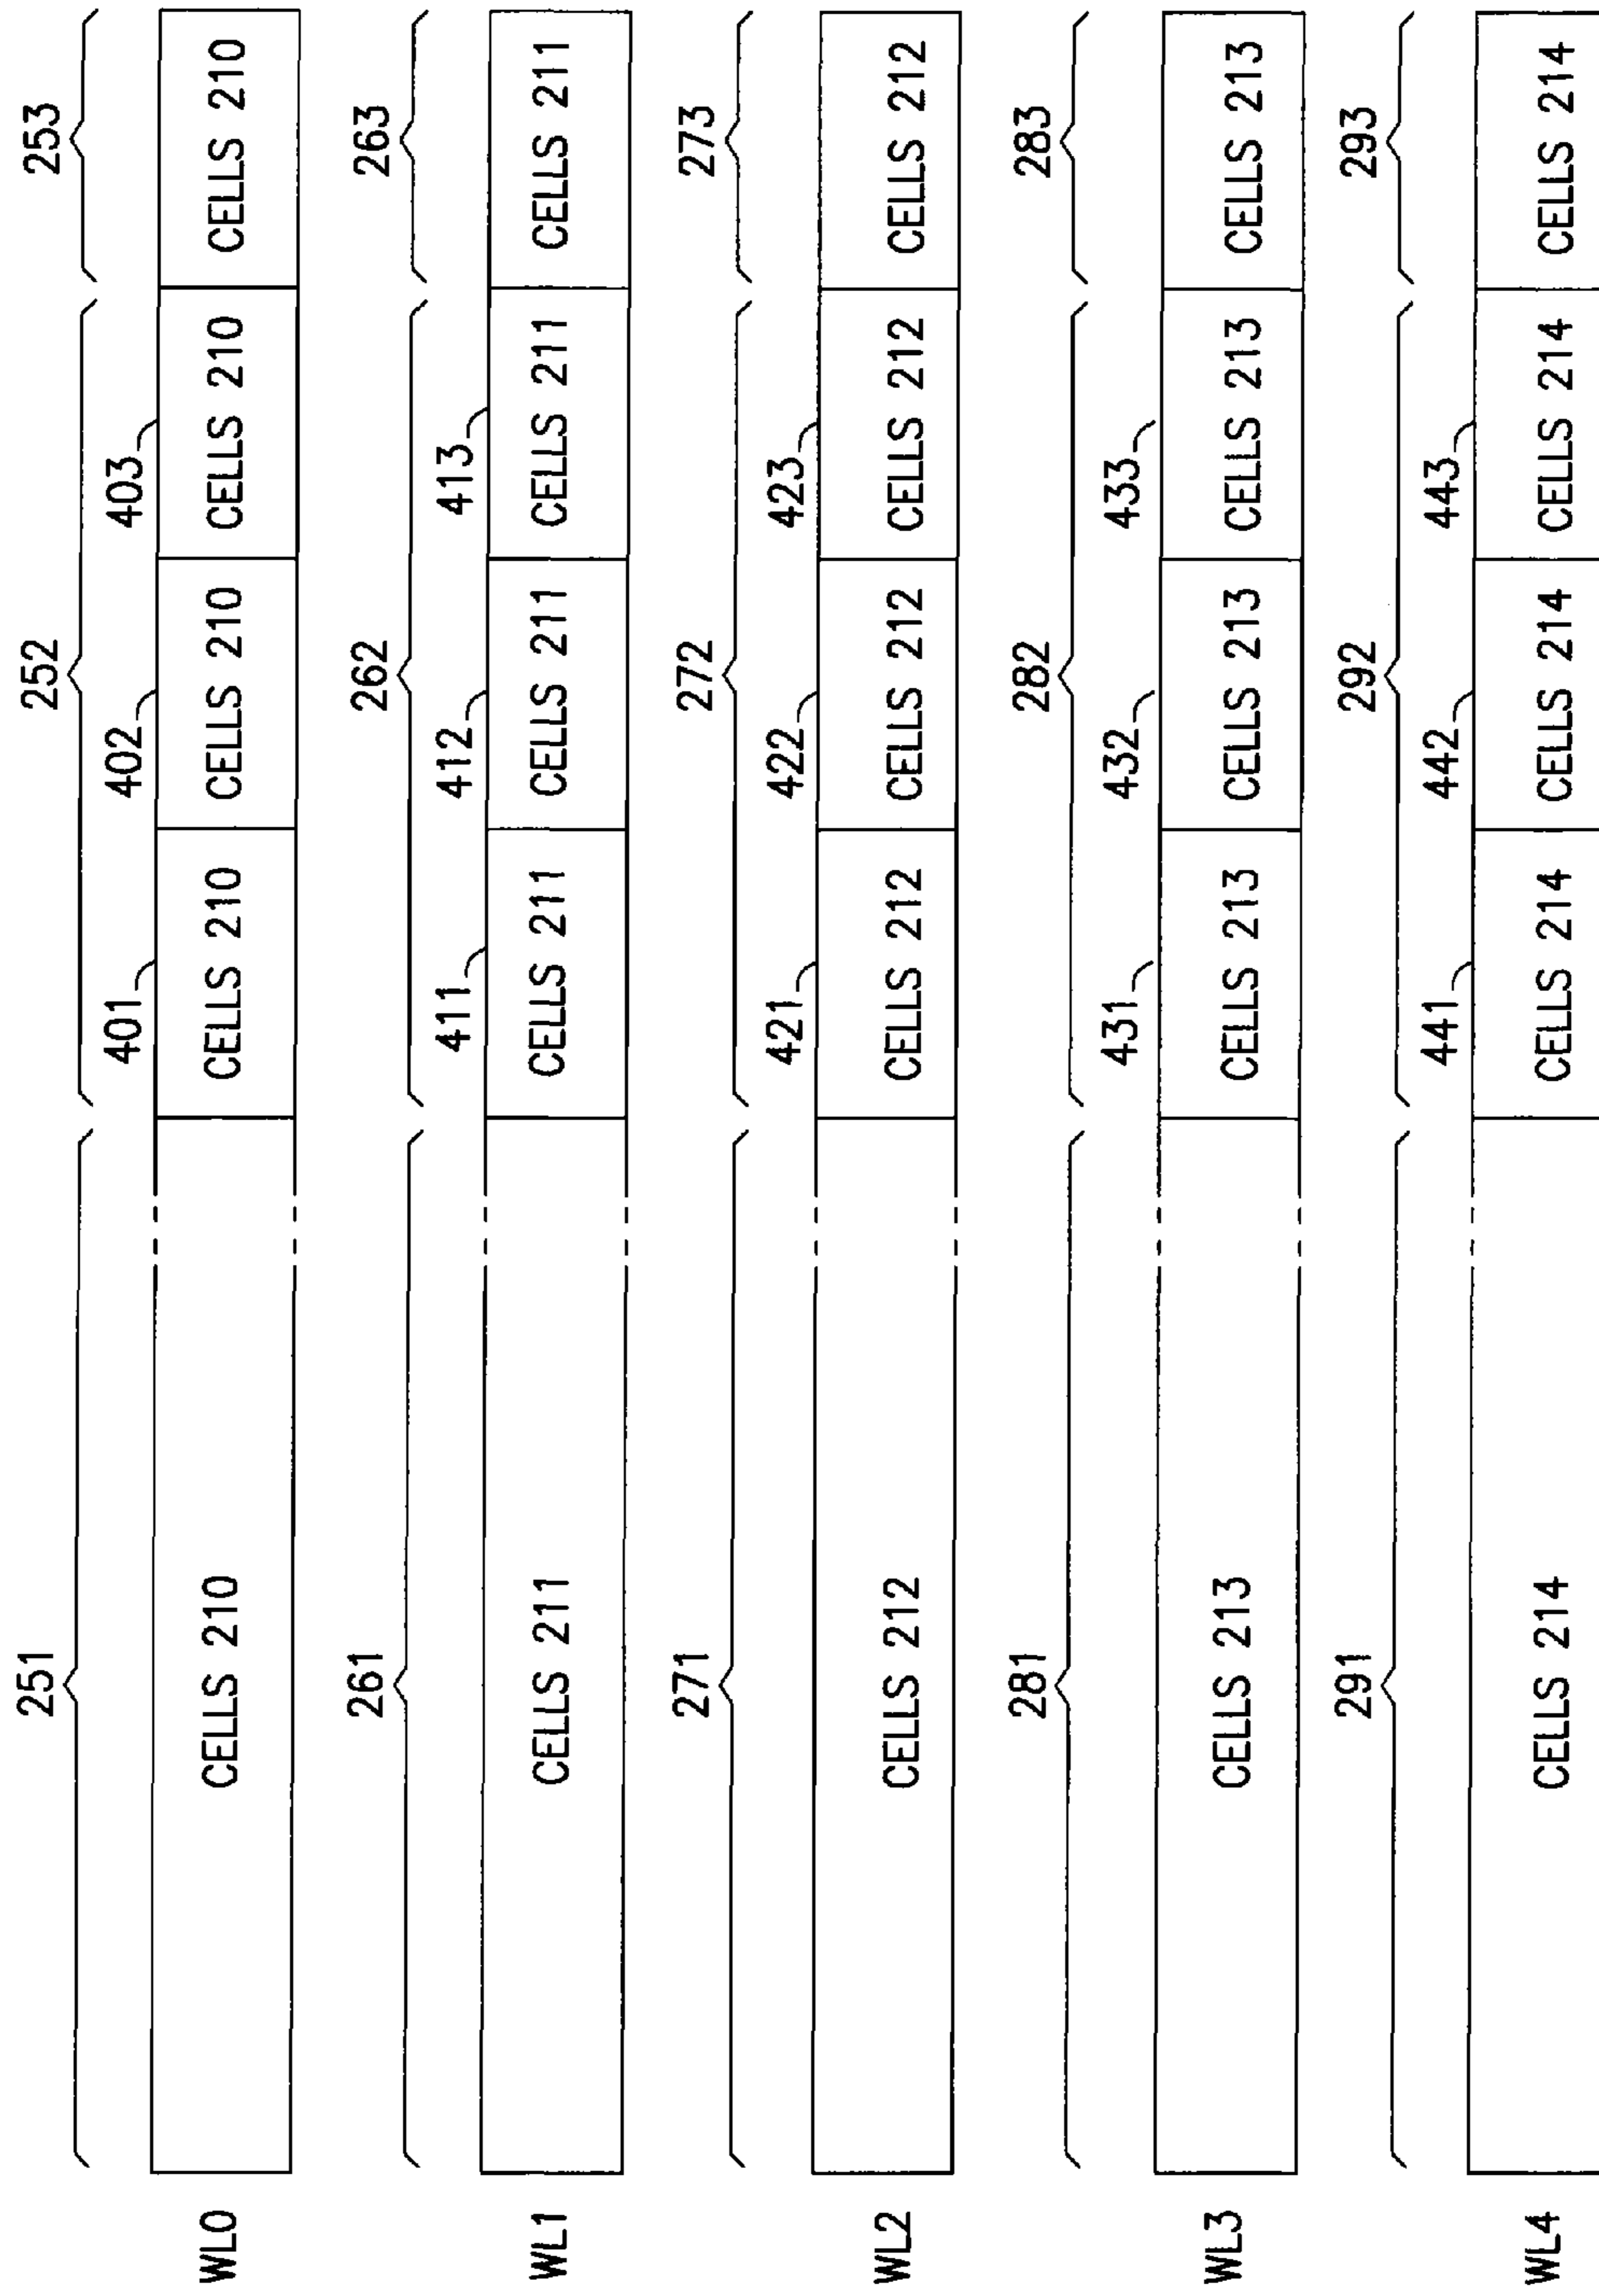 251 252 253
401 402 403
WL0 CELLS 210 CELLS 210 CELLS 210 CELLS 210 CELLS 210
261 262 263
411 412 413
WL1 CELLS 211 CELLS 211 CELLS 211 CELLS 211 CELLS 211
271 272 273
421 422 423
WL2 CELLS 212 CELLS 212 CELLS 212 CELLS 212 CELLS 212
281 282 283
431 432 433
WL3 CELLS 213 CELLS 213 CELLS 213 CELLS 213 CELLS 213
291 292 293
441 442 443
WL4 CELLS 214 CELLS 214 CELLS 214 CELLS 214 CELLS 214